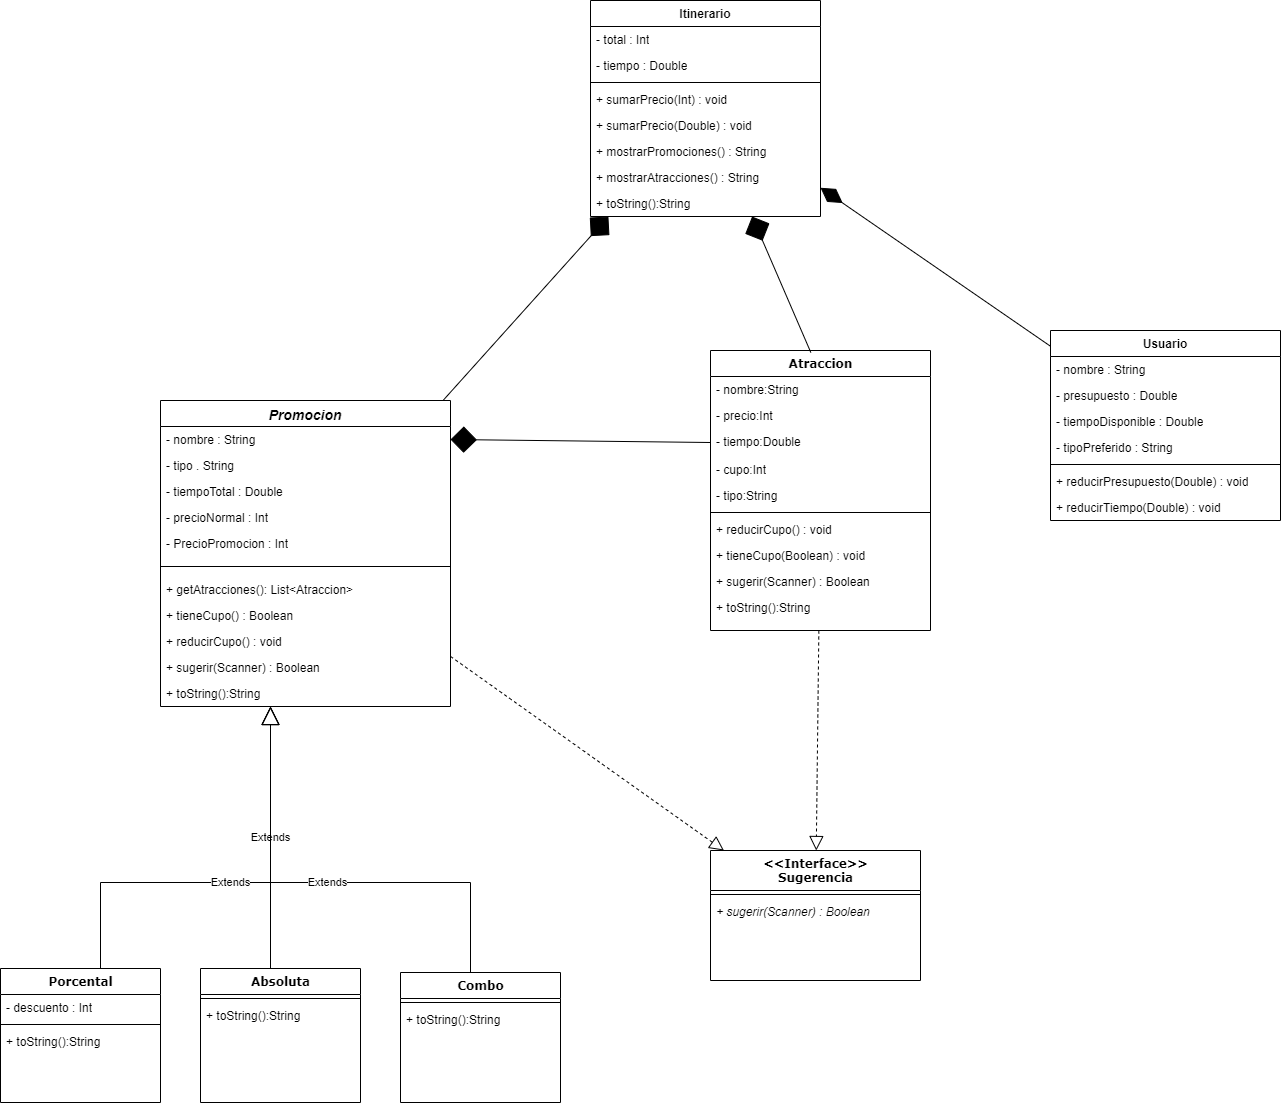 Itinerario
- total : Int
- tiempo : Double
+ sumarPrecio(Int) : void
+ sumarPrecio(Double) : void
+ mostrarPromociones() : String
+ mostrarAtracciones() : String
+ toString():String
Usuario
- nombre : String
- presupuesto : Double
- tiempoDisponible : Double
- tipoPreferido : String
+ reducirPresupuesto(Double) : void
+ reducirTiempo(Double) : void
Atraccion
- nombre:String
- precio:Int
- tiempo:Double
- cupo:Int
- tipo:String
+ reducirCupo() : void
+ tieneCupo(Boolean) : void
+ sugerir(Scanner) : Boolean
+ toString():String
Promocion
- nombre : String
- tipo . String
- tiempoTotal : Double
- precioNormal : Int
- PrecioPromocion : Int
+ getAtracciones(): List<Atraccion>
+ tieneCupo() : Boolean
+ reducirCupo() : void
+ sugerir(Scanner) : Boolean
+ toString():String
Extends
Extends
Extends
<<Interface>>
Sugerencia
+ sugerir(Scanner) : Boolean
Porcental
- descuento : Int
+ toString():String
Absoluta
+ toString():String
Combo
+ toString():String